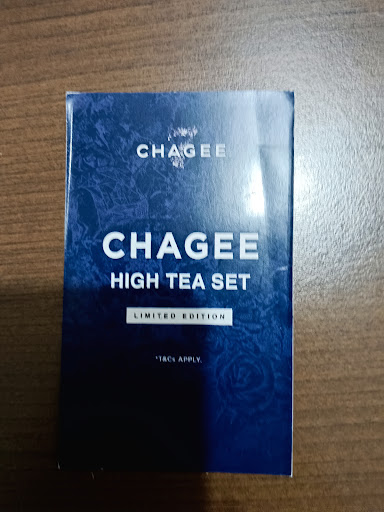 CHAGEE
CHAGEE
HIGH TEA SET
LIMITED EDITION
*T&Cs APPLY.